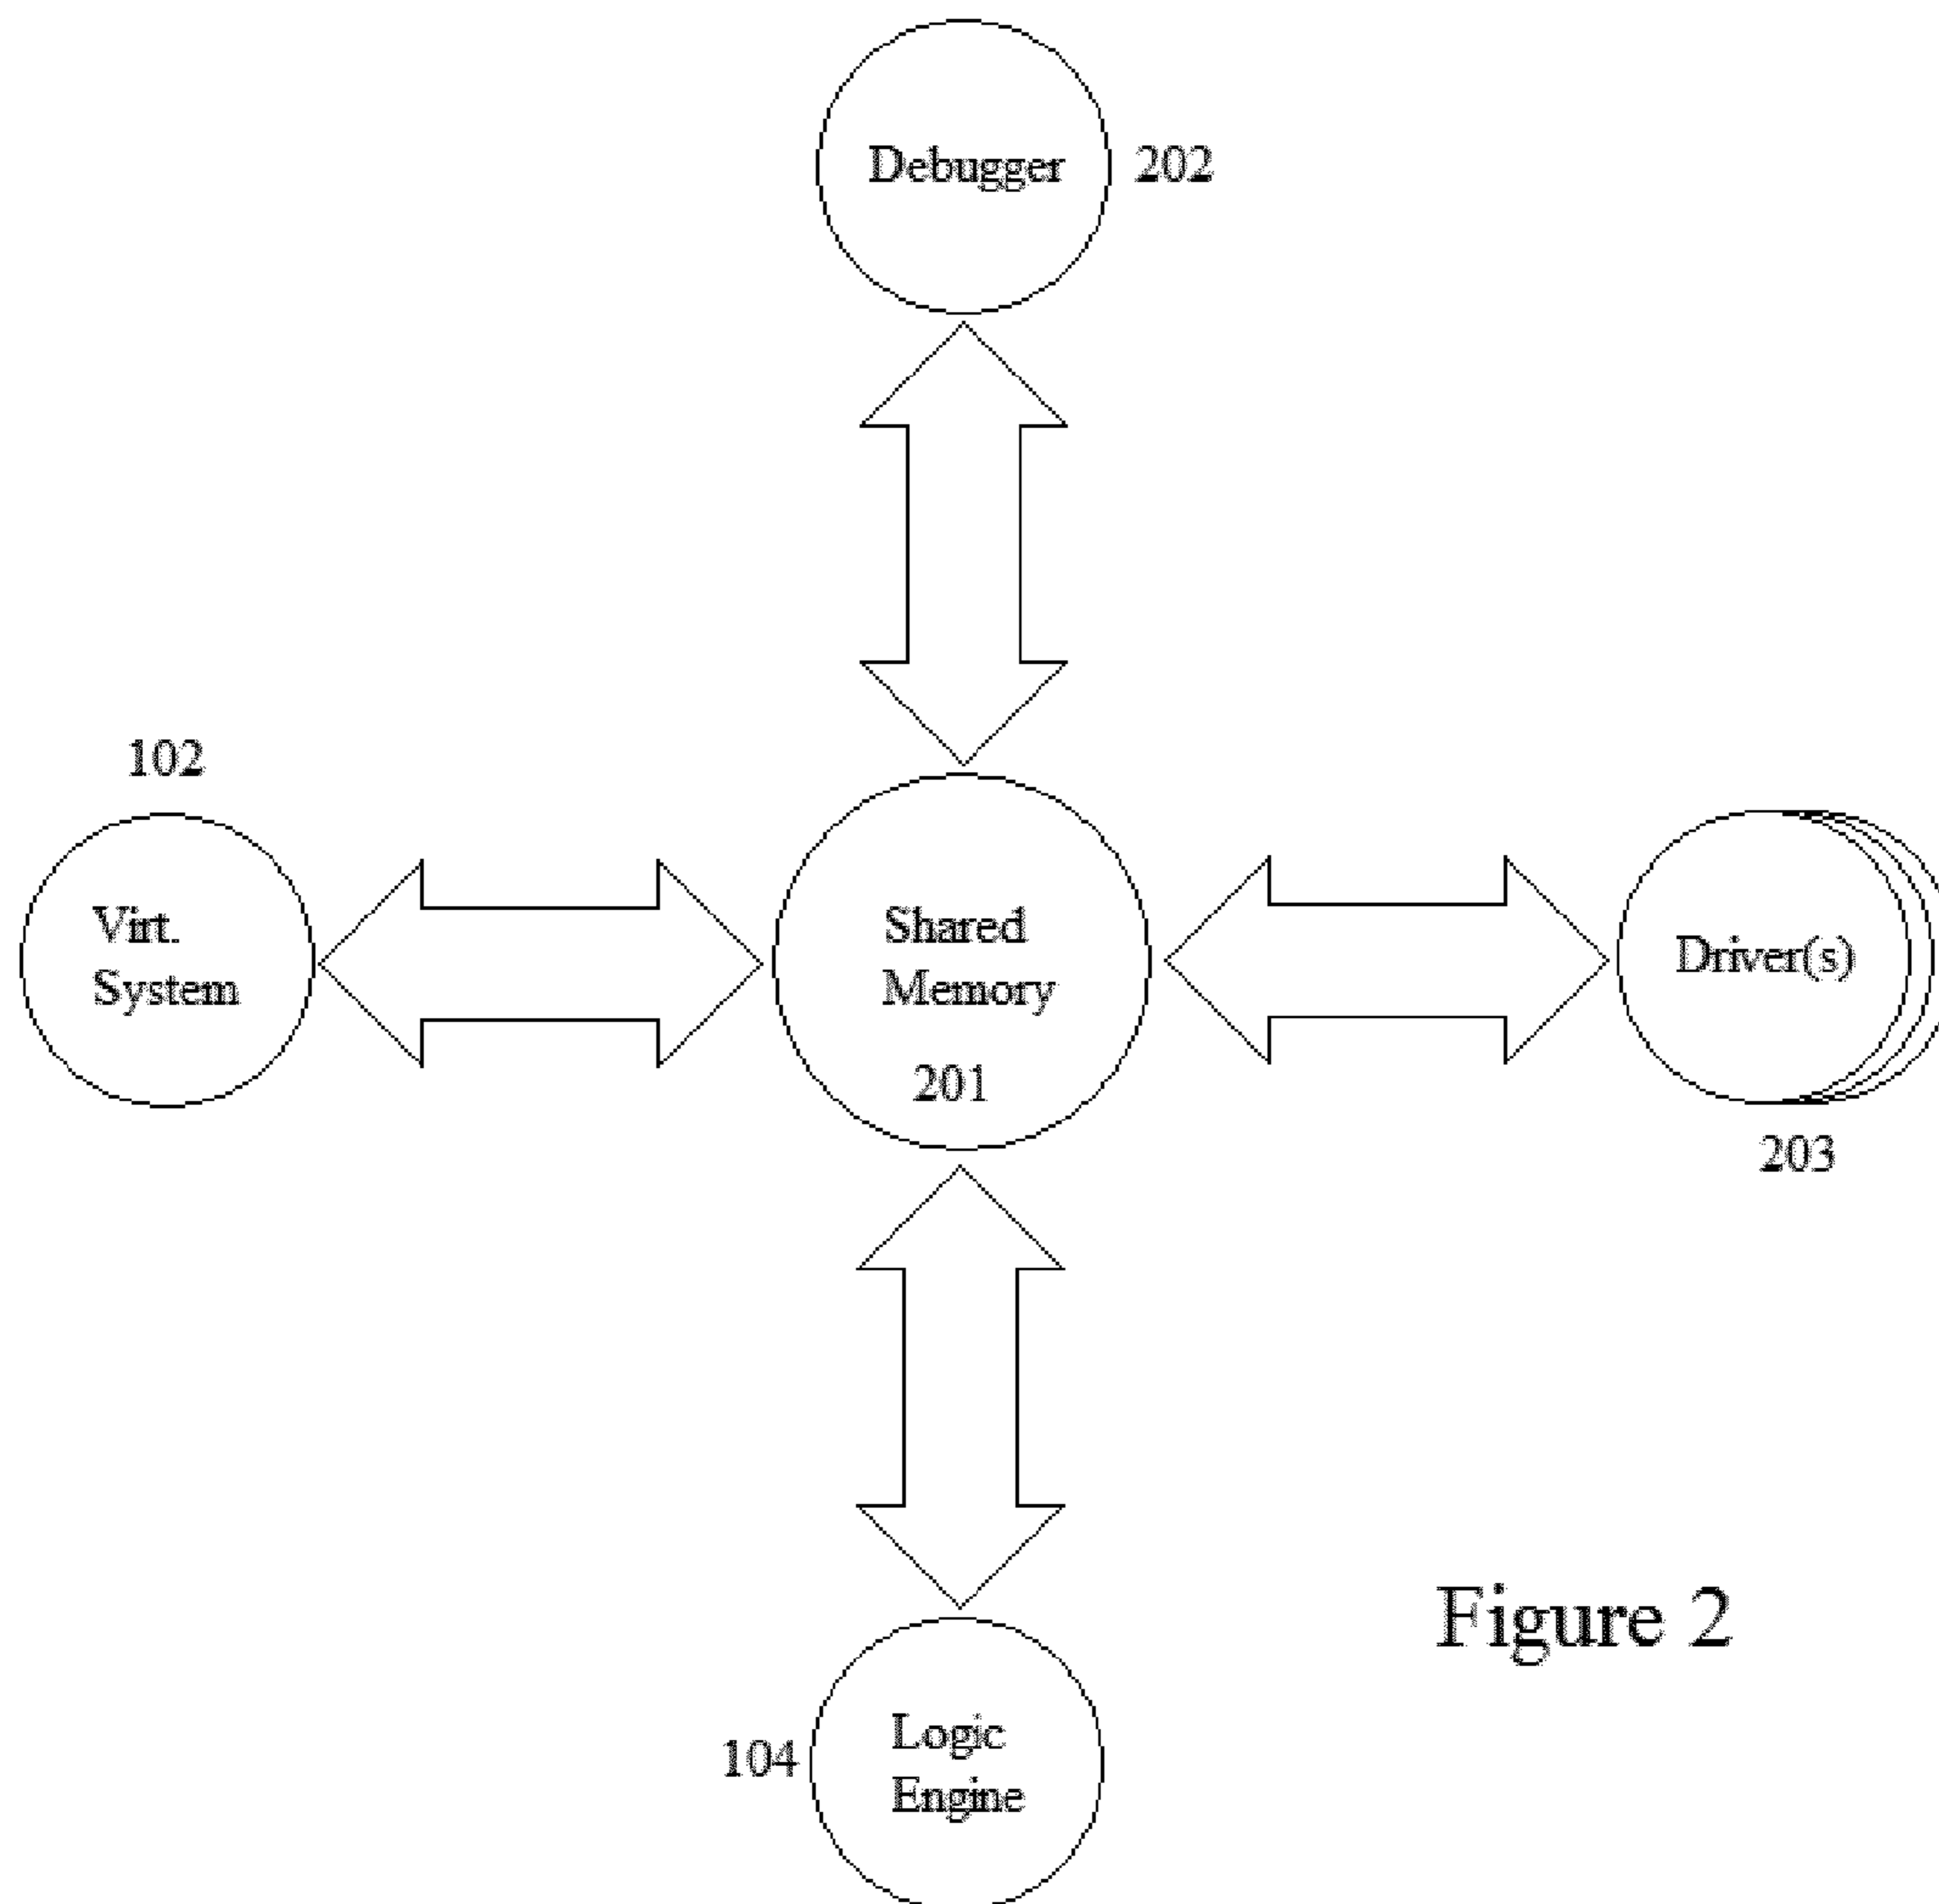 Debugger
202
102
Virt.
System
Shared
Memory
201
Driver(s)
203
104
Logic
Engine
Figure 2